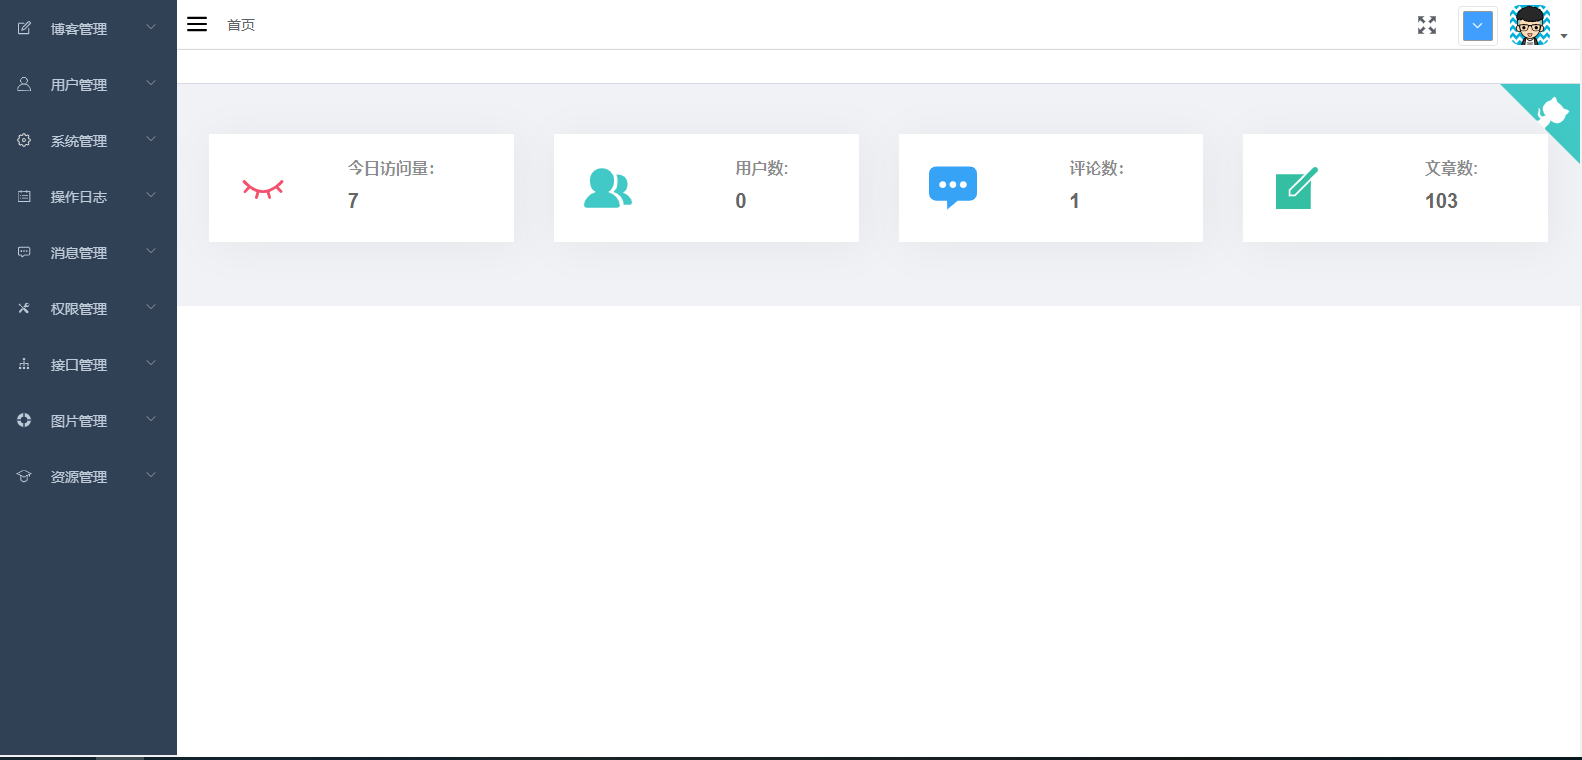 博客管理
用户管理
系统管理
操作日志
消息管理
权限管理
接口管理
图片管理
资源管理
首页
今日访问量：
7
用户数：
0
评论数：
1
文章数：
103